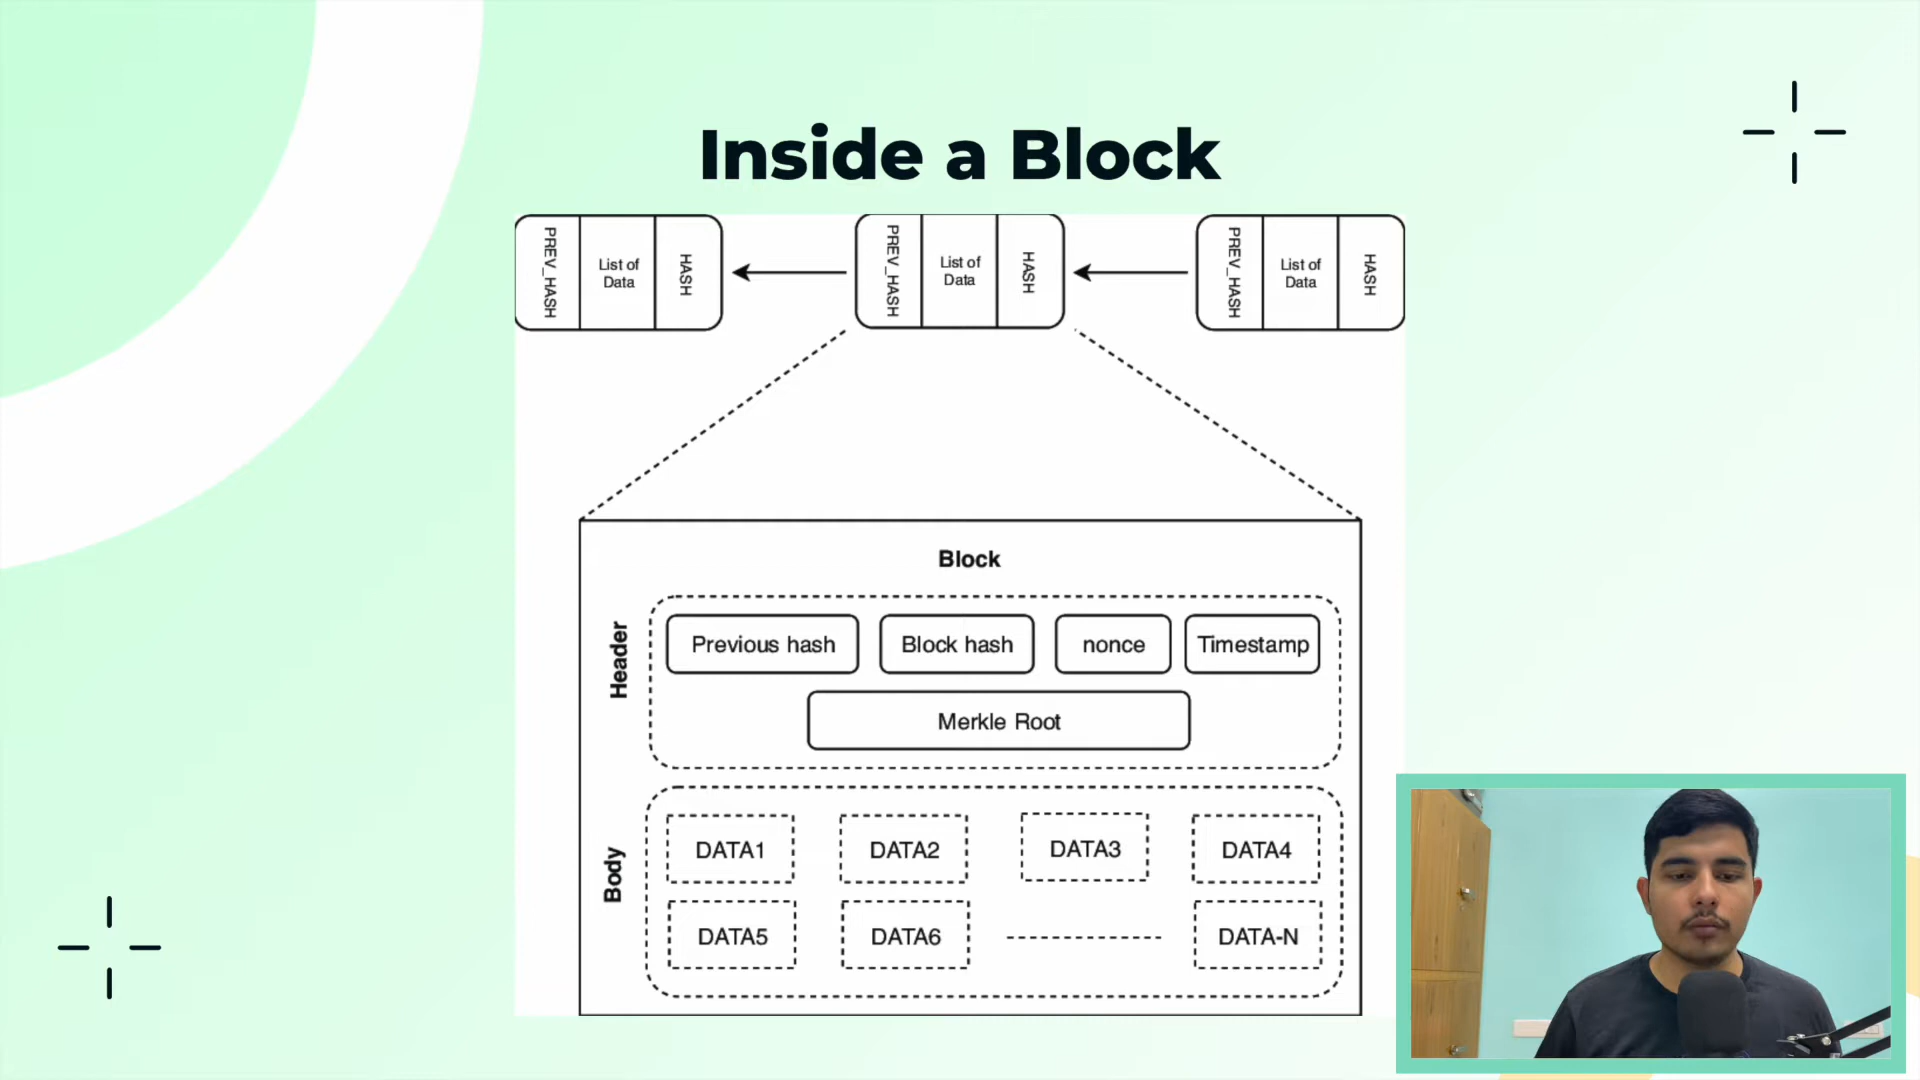 Inside a Block
PREV_HASH
List of
Data
HASH
PREV_HASH
List of
Data
HASH
PREV_HASH
List of
Data
HASH
Block
Header
Previous hash
Block hash
nonce
Timestamp
Merkle Root
Body
DATA1
DATA2
DATA3
DATA4
DATA5
DATA6
DATA-N